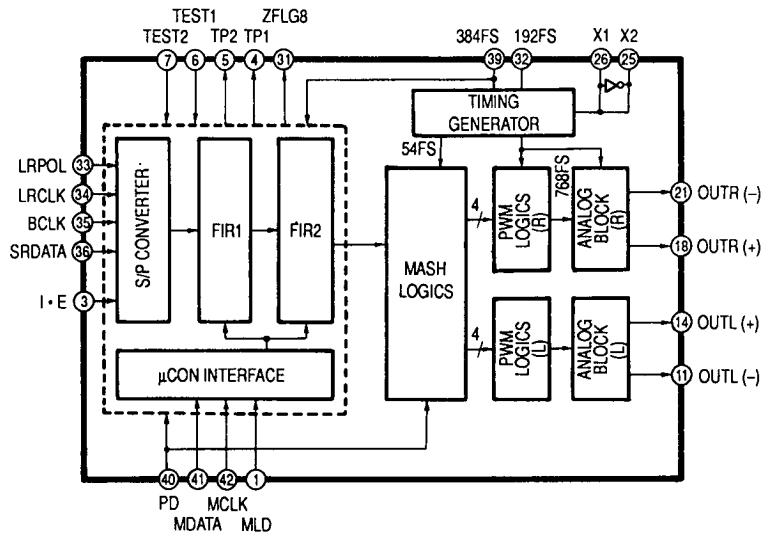 TEST1 ZFLG8
TEST2 TP2 TP1 384FS 192FS X1 X2
7 6 5 4 31 39 32 26 25
TIMING
GENERATOR
54FS
768FS
LRPOL 33
LRCLK 34
BCLK 35
SRDATA 36
I • E 3
S/P CONVERTER
FIR1
FIR2
MASH
LOGICS
4
PWM
LOGICS
(R)
ANALOG
BLOCK
(R)
21 OUTR (–)
18 OUTR (+)
4
PWM
LOGICS
(L)
ANALOG
BLOCK
(L)
14 OUTL (+)
11 OUTL (–)
μCON INTERFACE
40 41 42 1
PD MCLK
MDATA MLD